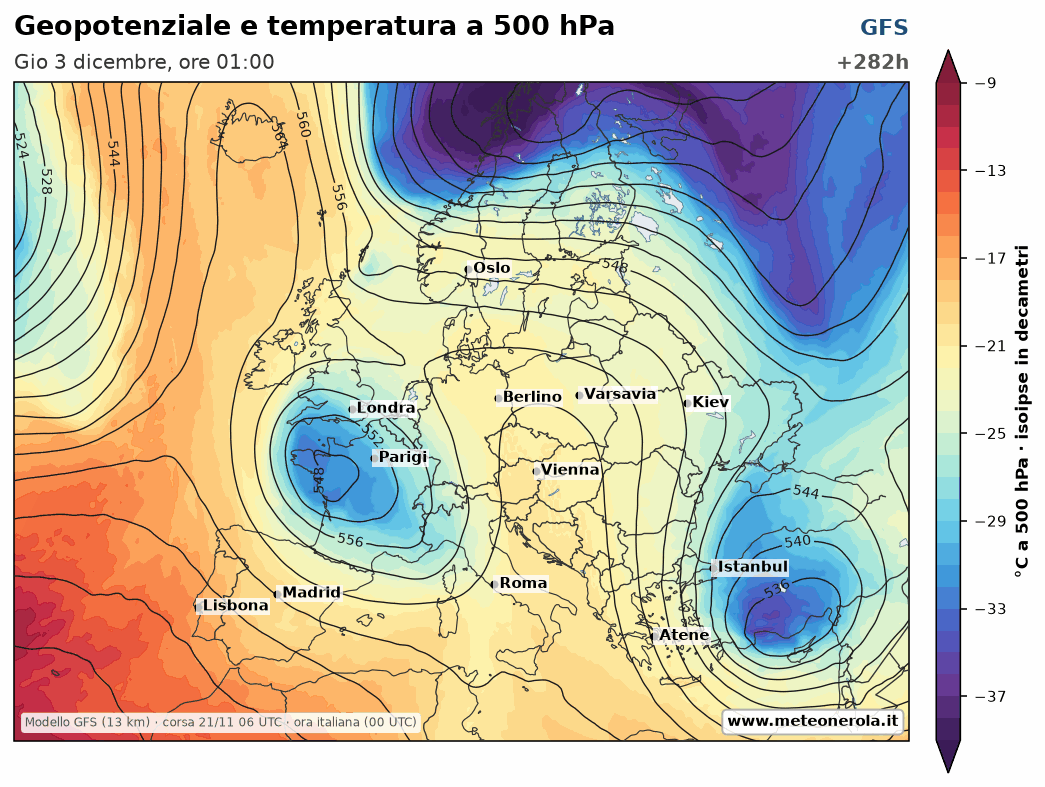 Geopotenziale e temperatura a 500 hPa
GFS
Gio 3 dicembre, ore 01:00
+282h
524
528
544
564
560
556
548
552
548
556
544
540
536
Oslo
Londra
Parigi
Berlino
Varsavia
Kiev
Vienna
Roma
Madrid
Lisbona
Istanbul
Atene
−9
−13
−17
−21
−25
−29
−33
−37
°C a 500 hPa · isoipse in decametri
Modello GFS (13 km) · corsa 21/11 06 UTC · ora italiana (00 UTC)
www.meteonerola.it